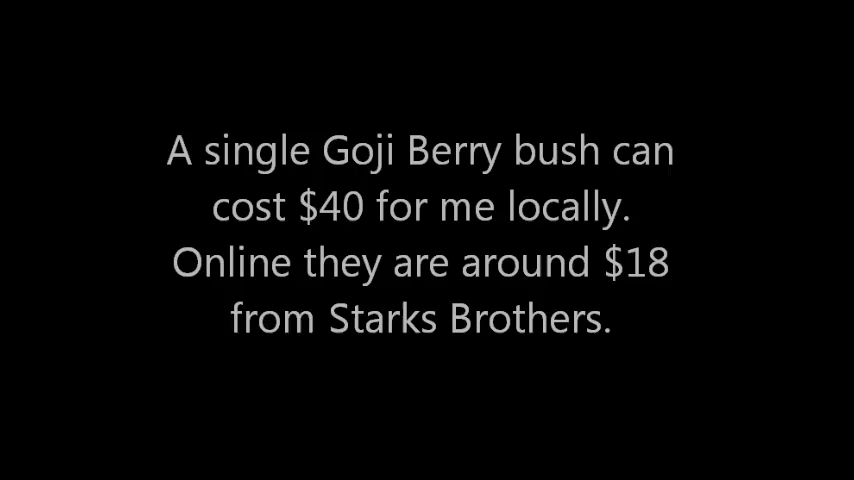 A single Goji Berry bush can
cost $40 for me locally.
Online they are around $18
from Starks Brothers.